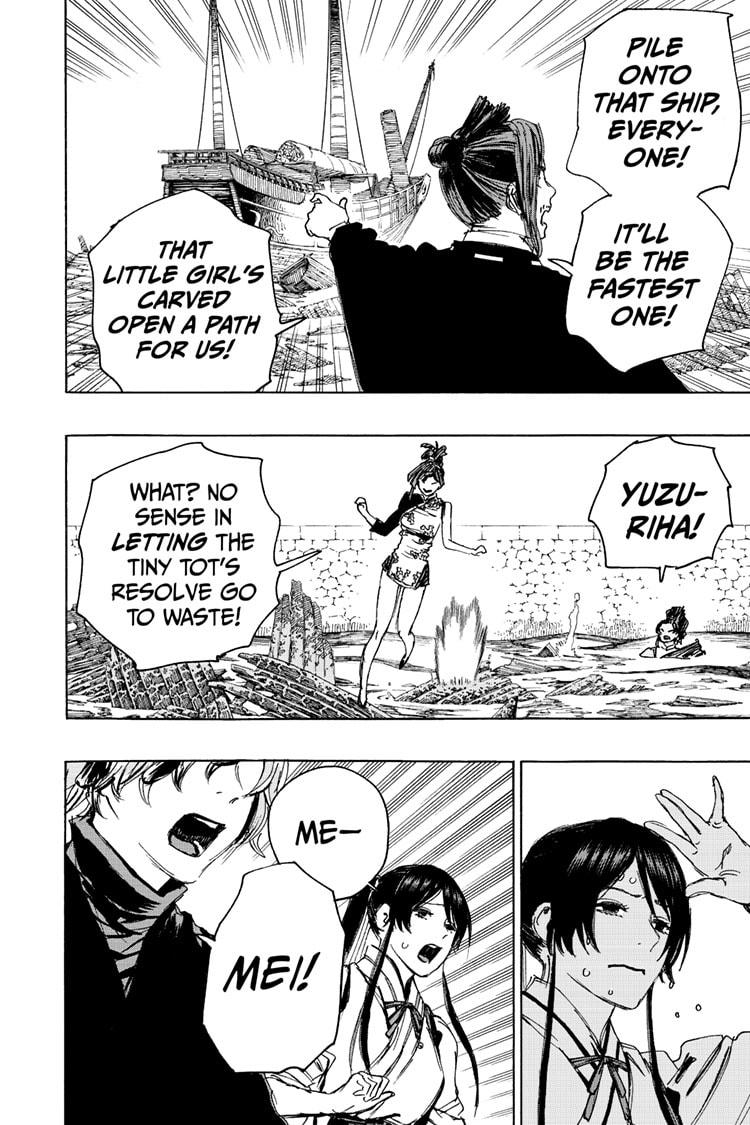 PILE
ONTO
THAT SHIP,
EVERY-
ONE!
IT'LL
BE THE
FASTEST
ONE!
THAT
LITTLE GIRL'S
CARVED
OPEN A PATH
FOR US!
YUZU-
RIHA!
WHAT? NO
SENSE IN
LETTING THE
TINY TOT'S
RESOLVE GO
TO WASTE!
ME–
MEI!